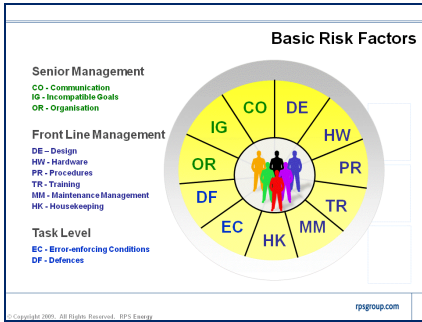 Basic Risk Factors
Senior Management
CO - Communication
IG - Incompatible Goals
OR - Organisation
Front Line Management
DE – Design
HW - Hardware
PR - Procedures
TR - Training
MM – Maintenance Management
HK - Housekeeping
Task Level
EC - Error-enforcing Conditions
DF - Defences
CO
DE
HW
PR
TR
MM
HK
EC
DF
OR
IG
rpsgroup.com
© Copyright 2009. All Rights Reserved. RPS Energy